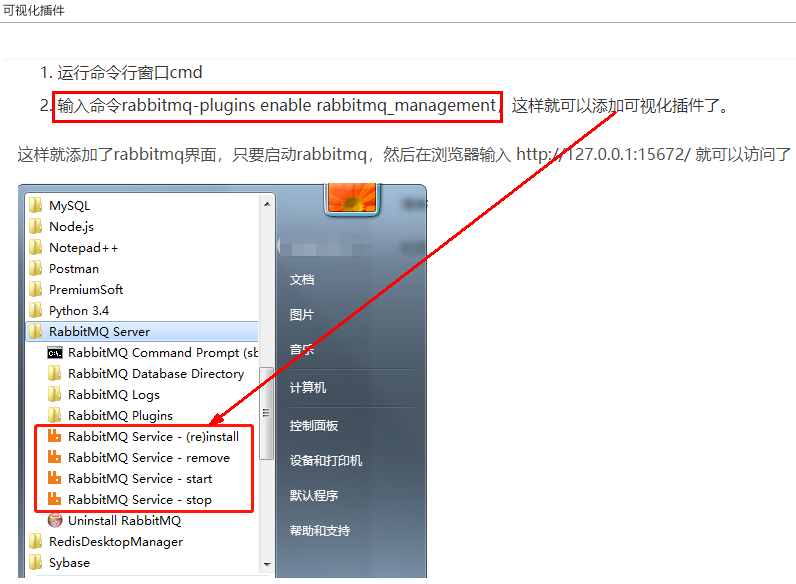 可视化插件
1. 运行命令行窗口cmd
2. 输入命令rabbitmq-plugins enable rabbitmq_management，这样就可以添加可视化插件了。
这样就添加了rabbitmq界面，只要启动rabbitmq，然后在浏览器输入 http://127.0.0.1:15672/ 就可以访问了
MySQL
Node.js
Notepad++
Postman
PremiumSoft
Python 3.4
RabbitMQ Server
RabbitMQ Command Prompt (sb
RabbitMQ Database Directory
RabbitMQ Logs
RabbitMQ Plugins
RabbitMQ Service - (re)install
RabbitMQ Service - remove
RabbitMQ Service - start
RabbitMQ Service - stop
Uninstall RabbitMQ
RedisDesktopManager
Sybase
文档
图片
音乐
计算机
控制面板
设备和打印机
默认程序
帮助和支持